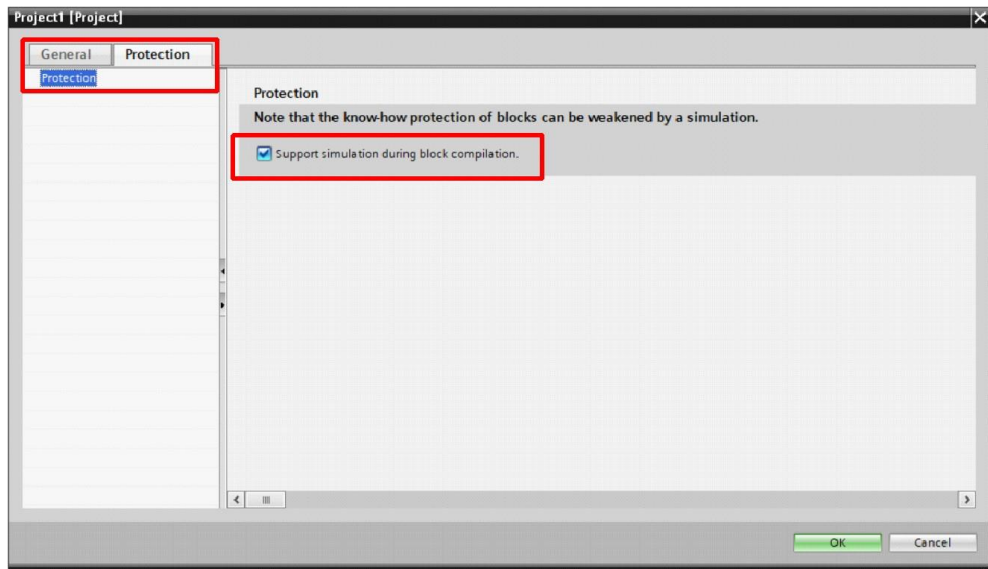 Project1 [Project]
General
Protection
Protection
Protection
Note that the know-how protection of blocks can be weakened by a simulation.
Support simulation during block compilation.
OK
Cancel